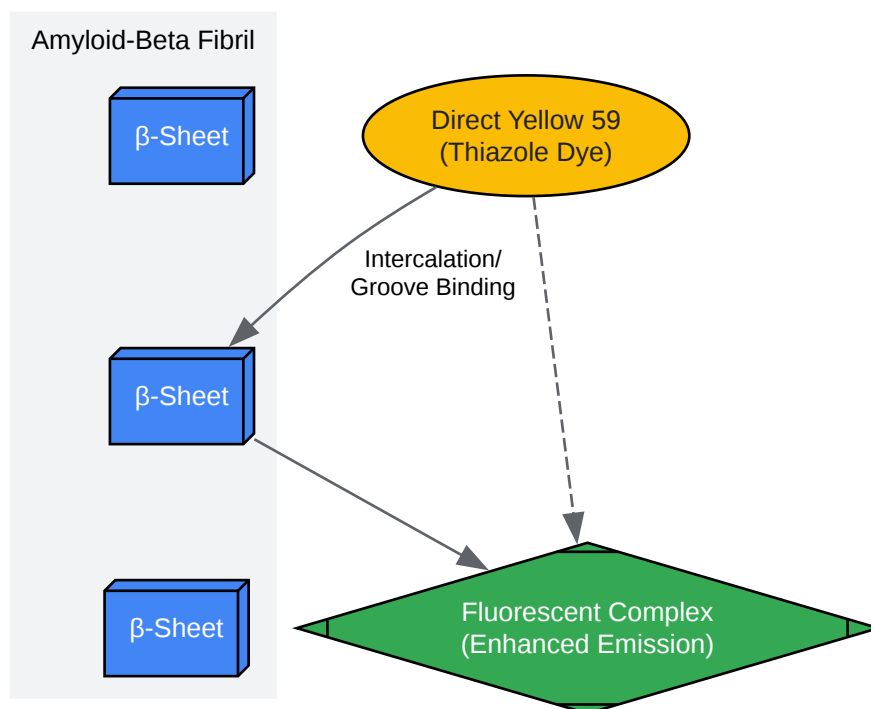 Amyloid-Beta Fibril
β-Sheet
Direct Yellow 59
(Thiazole Dye)
Intercalation/
Groove Binding
β-Sheet
β-Sheet
Fluorescent Complex
(Enhanced Emission)